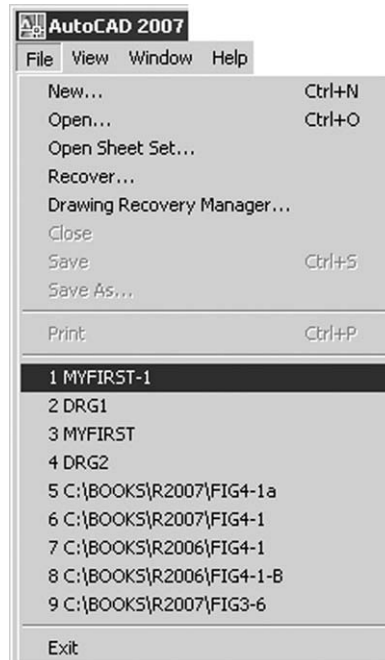 AutoCAD 2007
File View Window Help
New... Ctrl+N
Open... Ctrl+O
Open Sheet Set...
Recover...
Drawing Recovery Manager...
Close
Save Ctrl+S
Save As...
Print Ctrl+P
1 MYFIRST-1
2 DRG1
3 MYFIRST
4 DRG2
5 C:\BOOKS\R2007\FIG4-1a
6 C:\BOOKS\R2007\FIG4-1
7 C:\BOOKS\R2006\FIG4-1
8 C:\BOOKS\R2006\FIG4-1-B
9 C:\BOOKS\R2007\FIG3-6
Exit